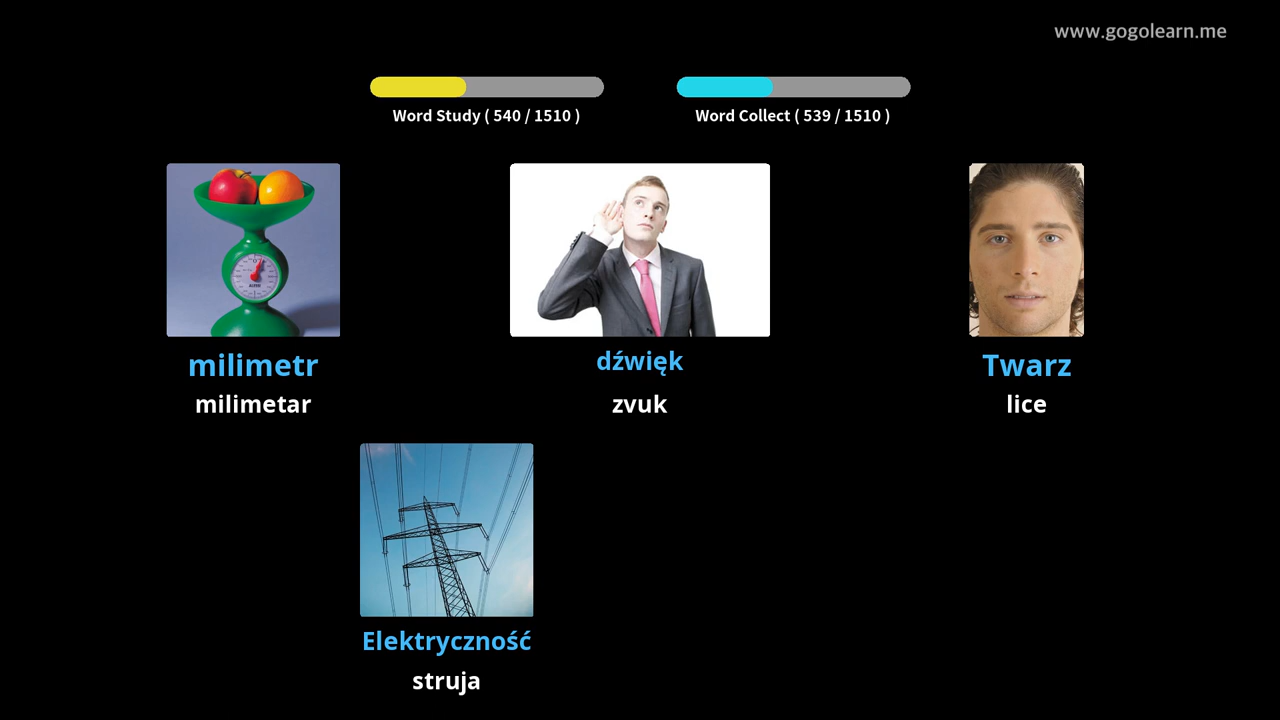 www.gogolearn.me
Word Study ( 540 / 1510 )
Word Collect ( 539 / 1510 )
milimetr
milimetar
dźwięk
zvuk
Twarz
lice
Elektryczność
struja